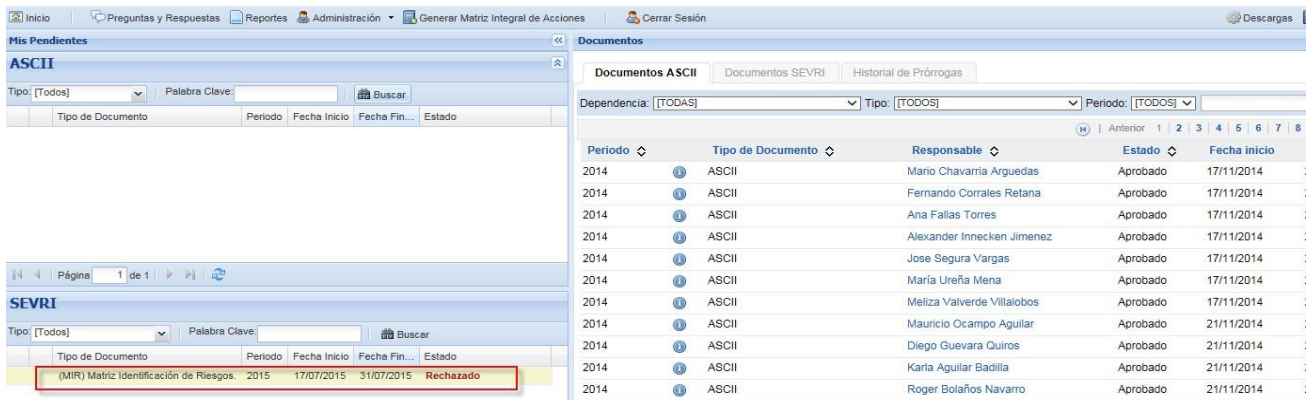 Inicio Preguntas y Respuestas Reportes Administración Generar Matriz Integral de Acciones Cerrar Sesión Descargas
Mis Pendientes
ASCII
Tipo: [Todos] Palabra Clave: Buscar
Tipo de Documento Periodo Fecha Inicio Fecha Fin... Estado
Página 1 de 1
SEVRI
Tipo: [Todos] Palabra Clave: Buscar
Tipo de Documento Periodo Fecha Inicio Fecha Fin... Estado
(MIR) Matriz Identificación de Riesgos. 2015 17/07/2015 31/07/2015 Rechazado
Documentos
Documentos ASCII Documentos SEVRI Historial de Prórrogas
Dependencia: [TODAS] Tipo: [TODOS] Periodo: [TODOS]
Anterior 1 2 3 4 5 6 7 8
Periodo Tipo de Documento Responsable Estado Fecha inicio
2014 ASCII Mario Chavarria Arguedas Aprobado 17/11/2014
2014 ASCII Fernando Corrales Retana Aprobado 17/11/2014
2014 ASCII Ana Fallas Torres Aprobado 17/11/2014
2014 ASCII Alexander Innecken Jimenez Aprobado 17/11/2014
2014 ASCII Jose Segura Vargas Aprobado 17/11/2014
2014 ASCII María Ureña Mena Aprobado 17/11/2014
2014 ASCII Meliza Valverde Villalobos Aprobado 17/11/2014
2014 ASCII Mauricio Ocampo Aguilar Aprobado 21/11/2014
2014 ASCII Diego Guevara Quiros Aprobado 21/11/2014
2014 ASCII Karla Aguilar Badilla Aprobado 21/11/2014
2014 ASCII Roger Bolaños Navarro Aprobado 21/11/2014